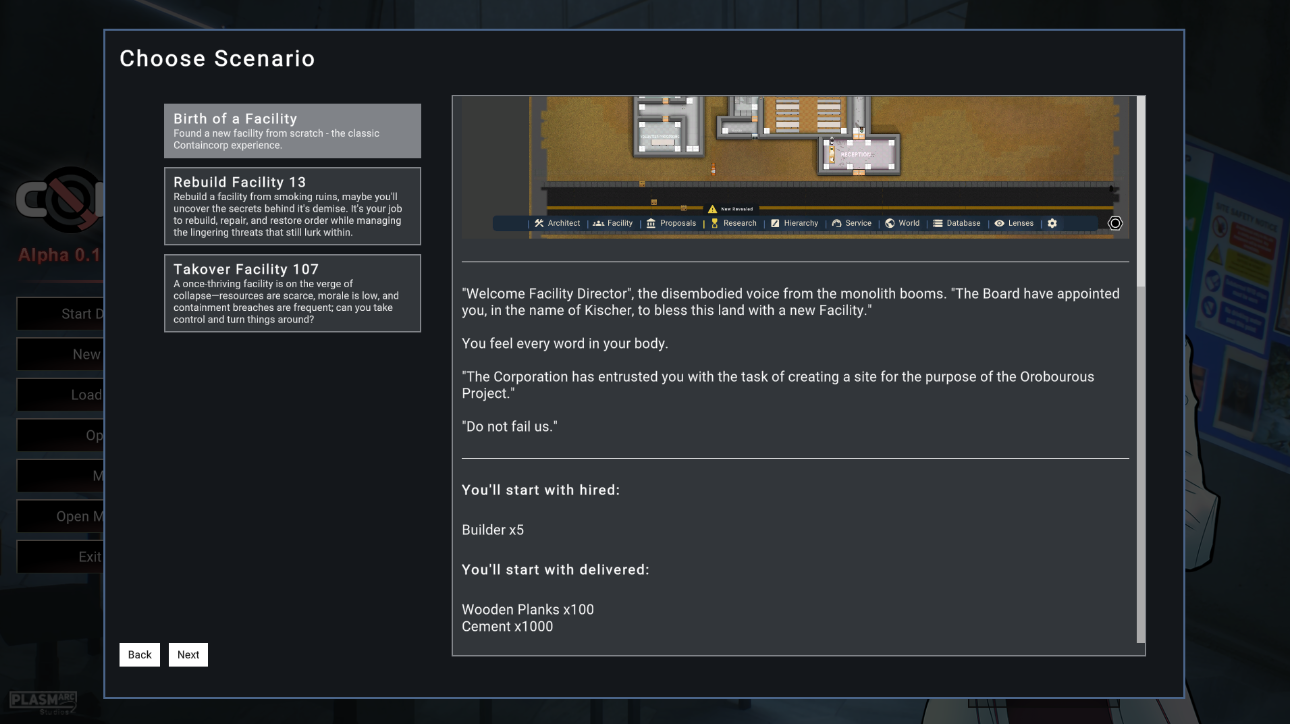 Choose Scenario
Birth of a Facility
Found a new facility from scratch - the classic
Containcorp experience.
Rebuild Facility 13
Rebuild a facility from smoking ruins, maybe you'll
uncover the secrets behind it's demise. It's your job
to rebuild, repair, and restore order while managing
the lingering threats that still lurk within.
Takover Facility 107
A once-thriving facility is on the verge of
collapse—resources are scarce, morale is low, and
containment breaches are frequent; can you take
control and turn things around?
RECEPTION
New Revealed
Architect
Facility
Proposals
Research
Hierarchy
Service
World
Database
Lenses
"Welcome Facility Director", the disembodied voice from the monolith booms. "The Board have appointed
you, in the name of Kischer, to bless this land with a new Facility."
You feel every word in your body.
"The Corporation has entrusted you with the task of creating a site for the purpose of the Orobourous
Project."
"Do not fail us."
You'll start with hired:
Builder x5
You'll start with delivered:
Wooden Planks x100
Cement x1000
Back
Next
Alpha 0.1
Start D
New
Load
Op
M
Open M
Exit
PLASMARC
Studios